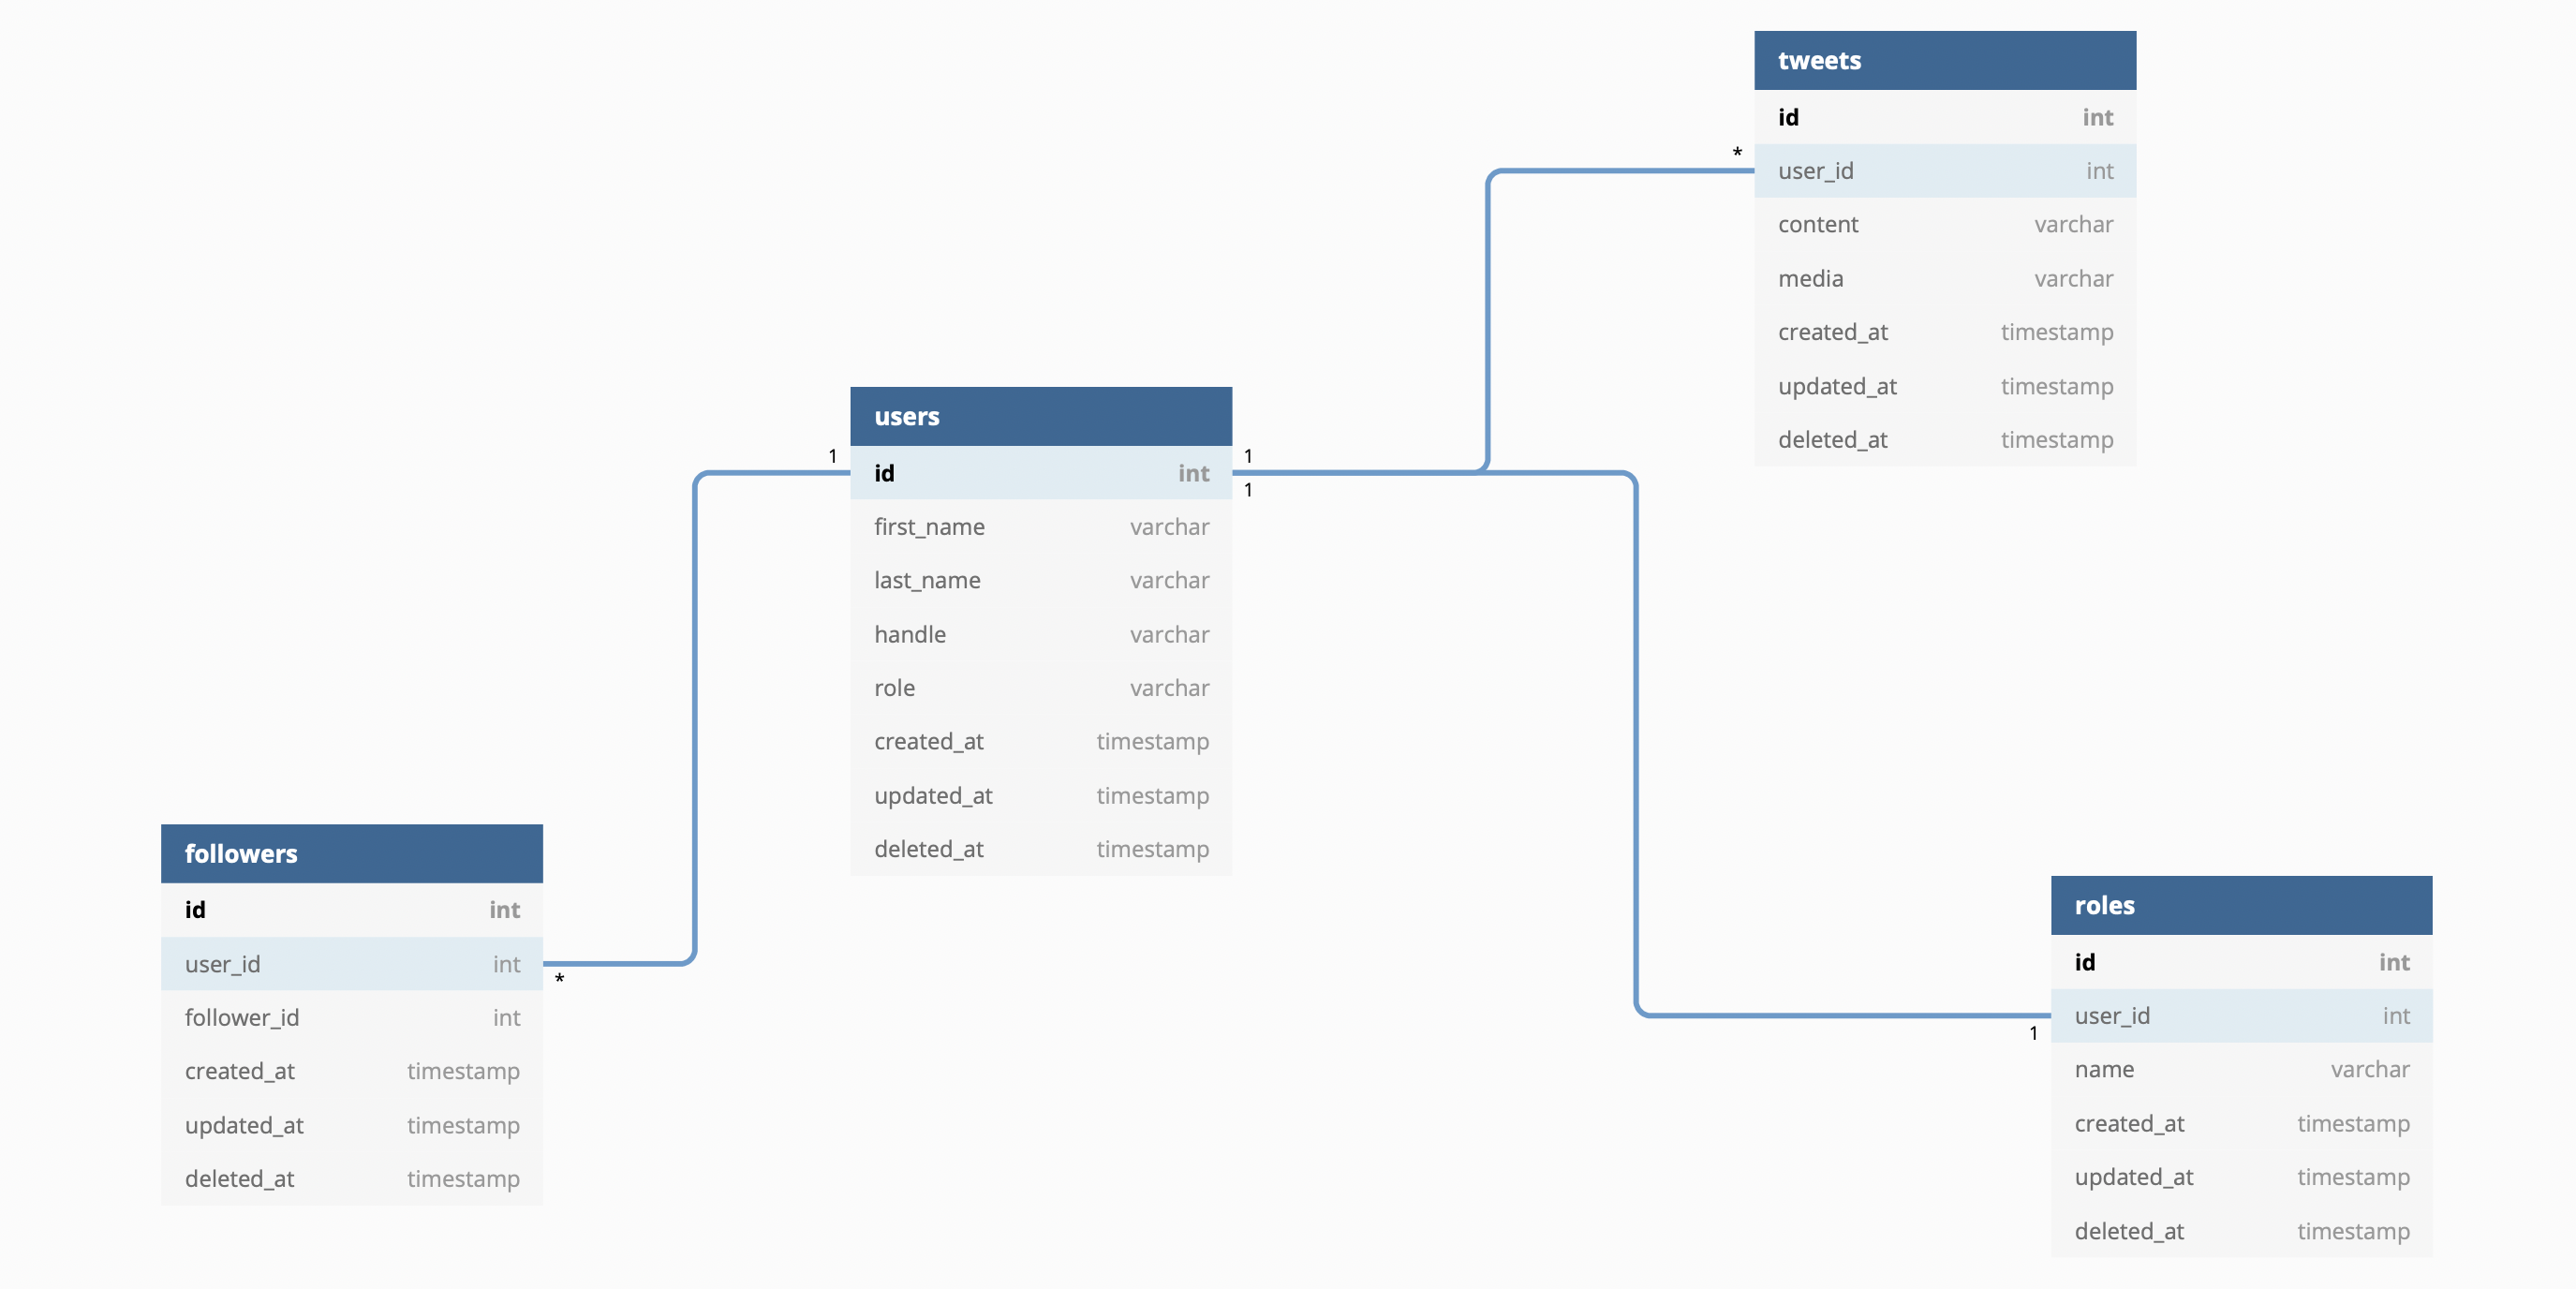 tweets
id int
user_id int
content varchar
media varchar
created_at timestamp
updated_at timestamp
deleted_at timestamp
*
users
id int
first_name varchar
last_name varchar
handle varchar
role varchar
created_at timestamp
updated_at timestamp
deleted_at timestamp
1
1
1
followers
id int
user_id int
follower_id int
created_at timestamp
updated_at timestamp
deleted_at timestamp
*
roles
id int
user_id int
name varchar
created_at timestamp
updated_at timestamp
deleted_at timestamp
1